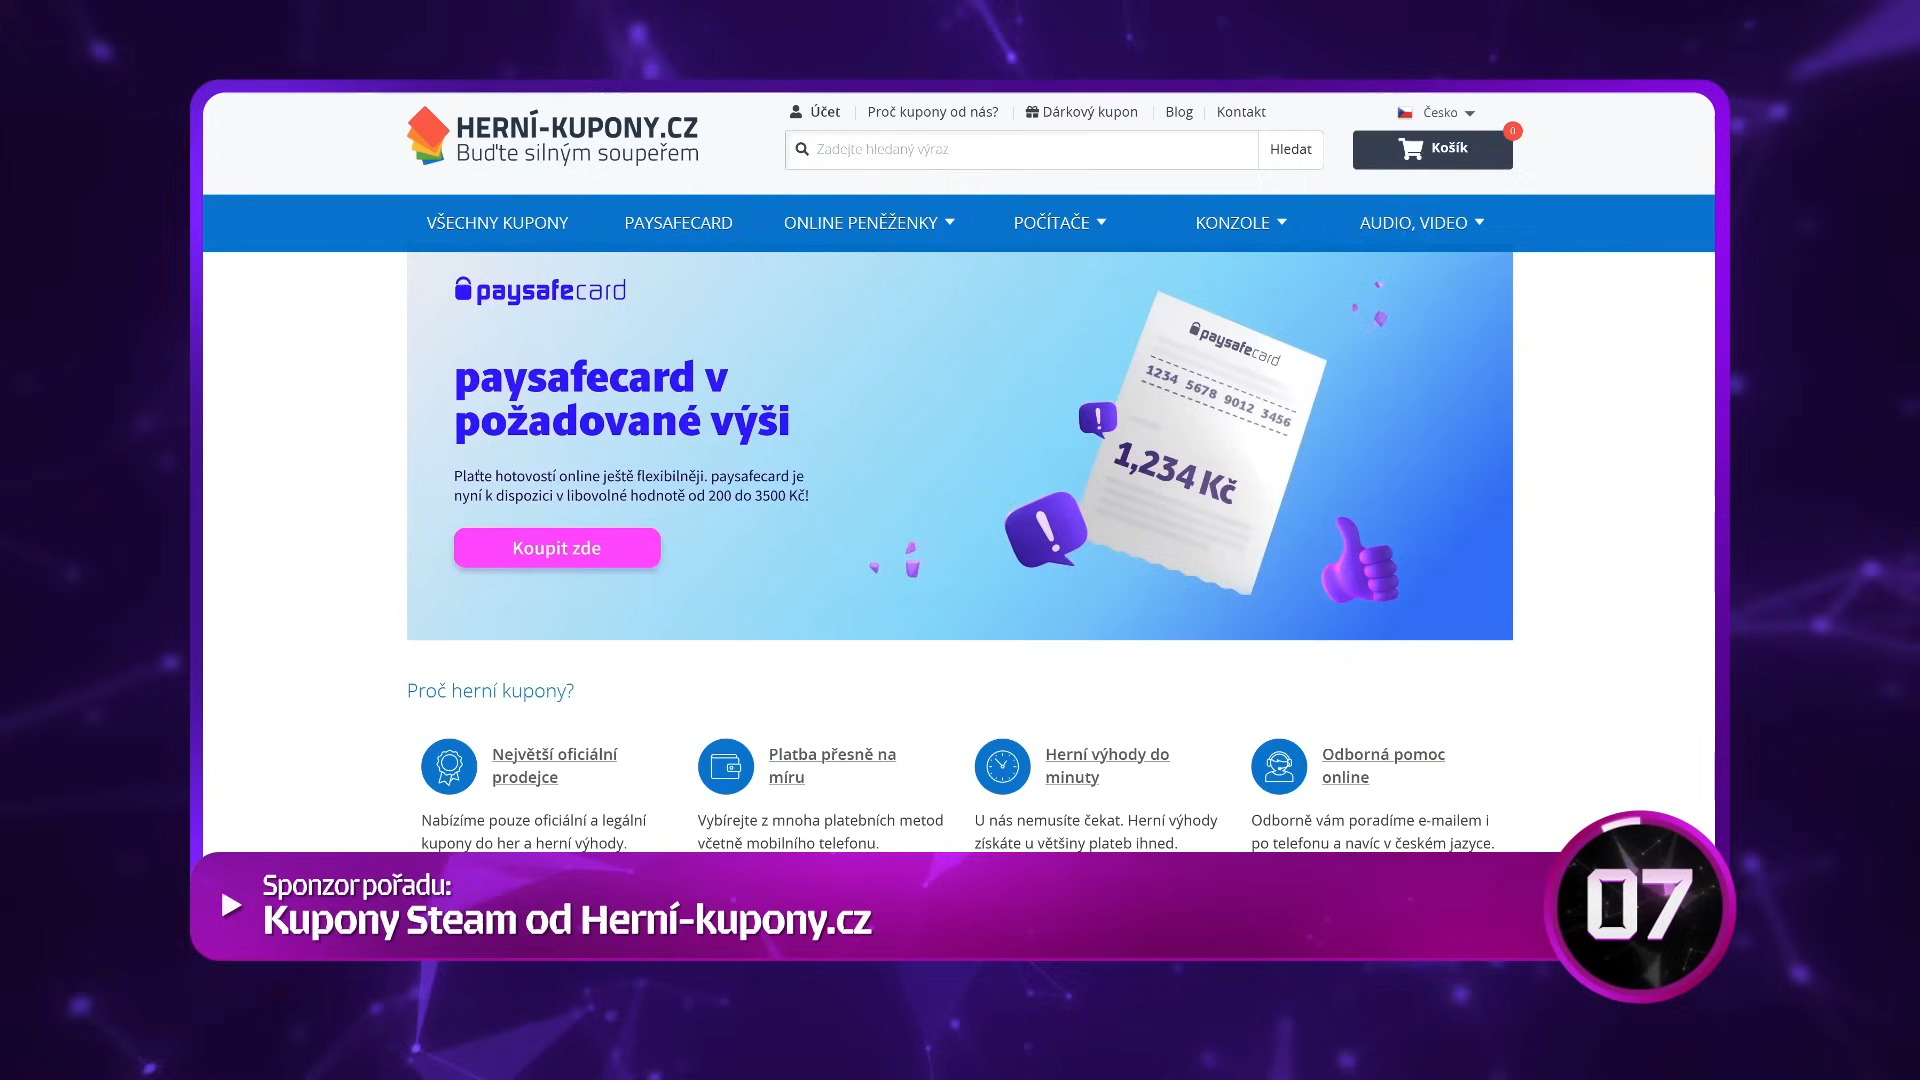 HERNÍ-KUPONY.CZ
Buďte silným soupeřem
Účet
Proč kupony od nás?
Dárkový kupon
Blog
Kontakt
Česko
Zadejte hledaný výraz
Hledat
Košík
0
VŠECHNY KUPONY
PAYSAFECARD
ONLINE PENĚŽENKY
POČÍTAČE
KONZOLE
AUDIO, VIDEO
paysafecard
paysafecard v
požadované výši
Plaťte hotovostí online ještě flexibilněji. paysafecard je
nyní k dispozici v libovolné hodnotě od 200 do 3500 Kč!
Koupit zde
paysafecard
1234 5678 9012 3456
1,234 Kč
Proč herní kupony?
Největší oficiální
prodejce
Nabízíme pouze oficiální a legální
kupony do her a herní výhody.
Platba přesně na
míru
Vybírejte z mnoha platebních metod
včetně mobilního telefonu.
Herní výhody do
minuty
U nás nemusíte čekat. Herní výhody
získáte u většiny plateb ihned.
Odborná pomoc
online
Odborně vám poradíme e-mailem i
po telefonu a navíc v českém jazyce.
Sponzor pořadu:
Kupony Steam od Herní-kupony.cz
07